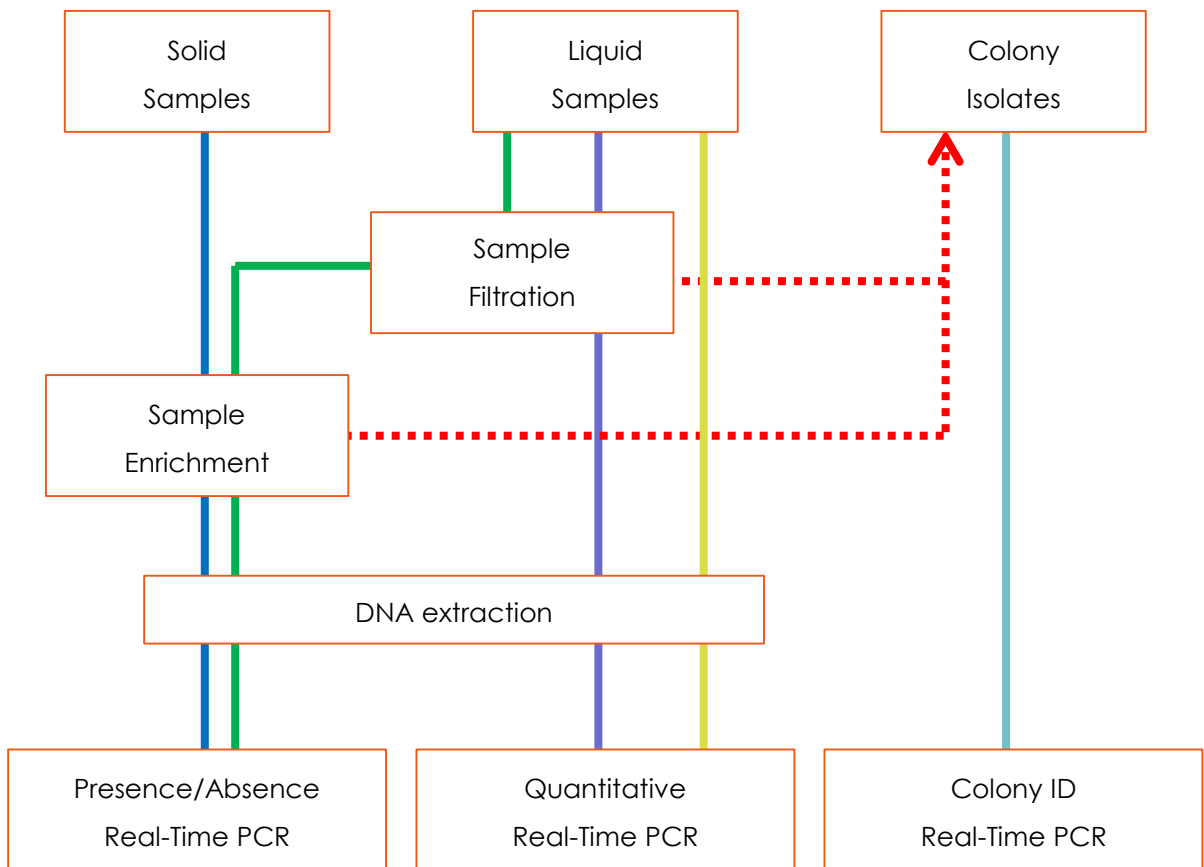 Solid
Samples
Liquid
Samples
Colony
Isolates
Sample
Filtration
Sample
Enrichment
DNA extraction
Presence/Absence
Real-Time PCR
Quantitative
Real-Time PCR
Colony ID
Real-Time PCR